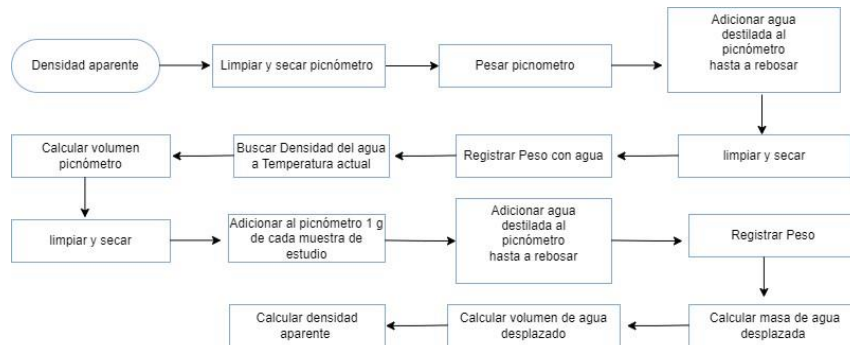 Densidad aparente
Limpiar y secar picnómetro
Pesar picnometro
Adicionar agua
destilada al
picnómetro
hasta a rebosar
limpiar y secar
Registrar Peso con agua
Buscar Densidad del agua
a Temperatura actual
Calcular volumen
picnómetro
limpiar y secar
Adicionar al picnómetro 1 g
de cada muestra de
estudio
Adicionar agua
destilada al
picnómetro
hasta a rebosar
Registrar Peso
Calcular masa de agua
desplazada
Calcular volumen de agua
desplazado
Calcular densidad
aparente